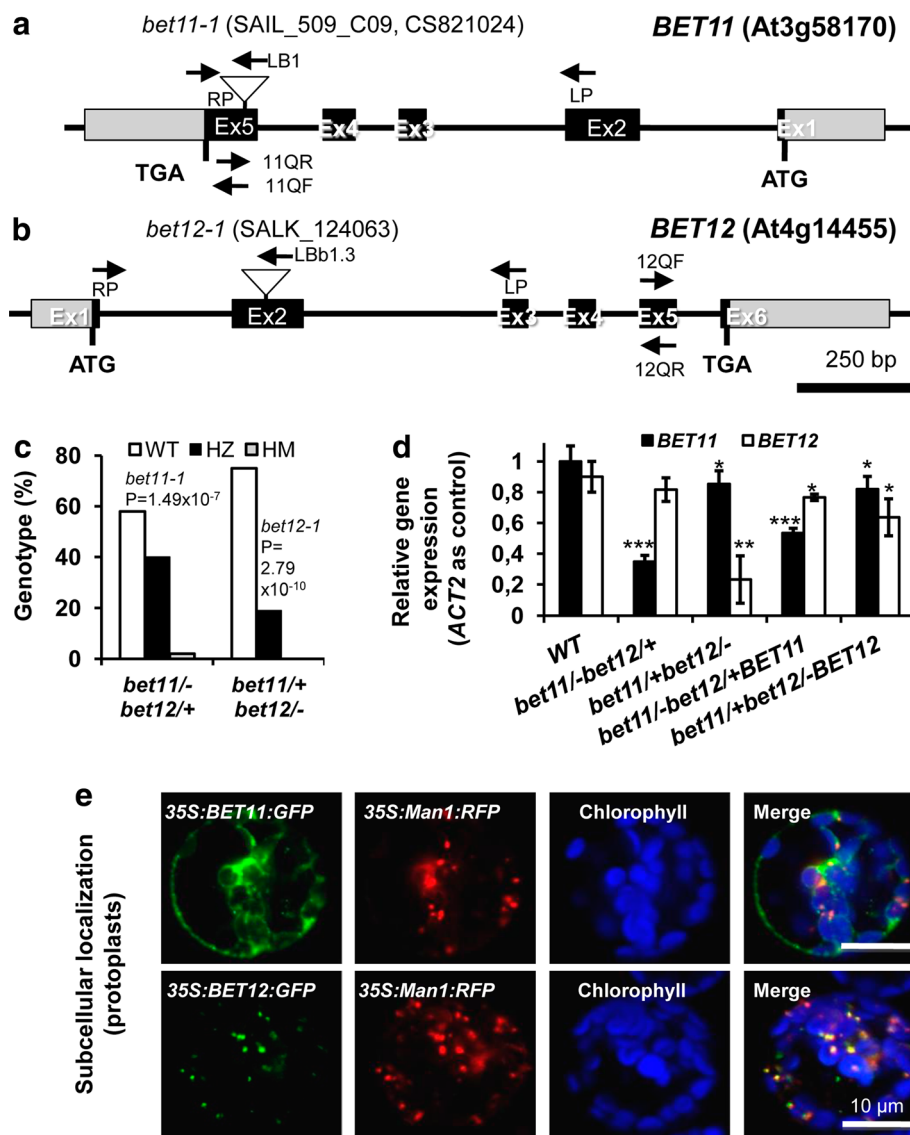 a
bet11-1 (SAIL_509_C09, CS821024)
BET11 (At3g58170)
LB1
RP
LP
Ex5
Ex4
Ex3
Ex2
Ex1
TGA
11QR
11QF
ATG
b
bet12-1 (SALK_124063)
BET12 (At4g14455)
LBb1.3
12QF
RP
LP
Ex1
Ex2
Ex3
Ex4
Ex5
Ex6
ATG
12QR
TGA
250 bp
c
WT HZ HM
Genotype (%)
80
60
40
20
0
bet11-1
P=1.49x10-7
bet12-1
P=
2.79
x10-10
bet11/-
bet12/+
bet11/+
bet12/-
d
BET11 BET12
Relative gene
expression
(ACT2 as control)
1
0,8
0,6
0,4
0,2
0
***
*
**
***
*
*
*
WT
bet11/-bet12/+
bet11/+bet12/-
bet11/-bet12/+BET11
bet11/+bet12/-BET12
e
Subcellular localization
(protoplasts)
35S:BET11:GFP
35S:Man1:RFP
Chlorophyll
Merge
35S:BET12:GFP
35S:Man1:RFP
Chlorophyll
Merge
10 µm